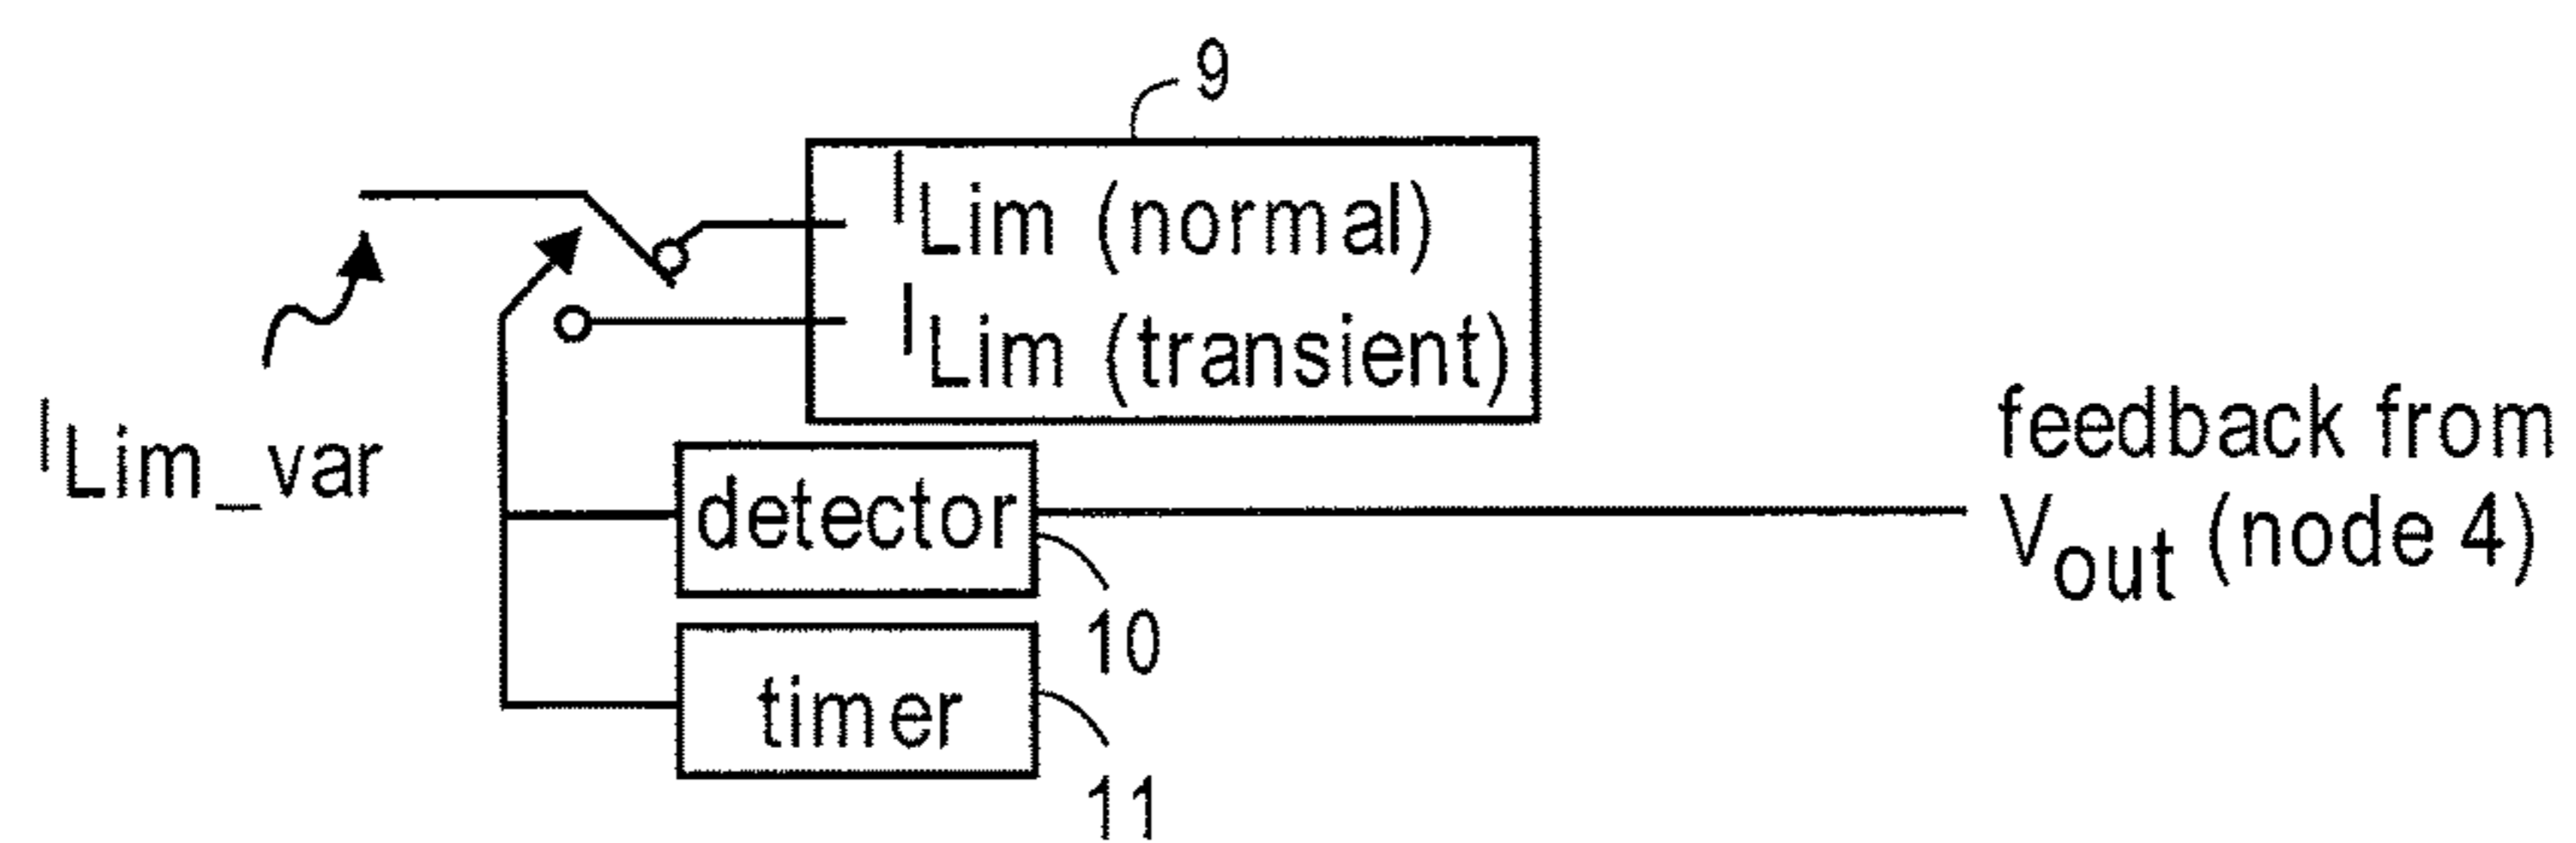 9
ILim (normal)
ILim (transient)
ILim_var
feedback from
Vout (node 4)
detector
10
timer
11